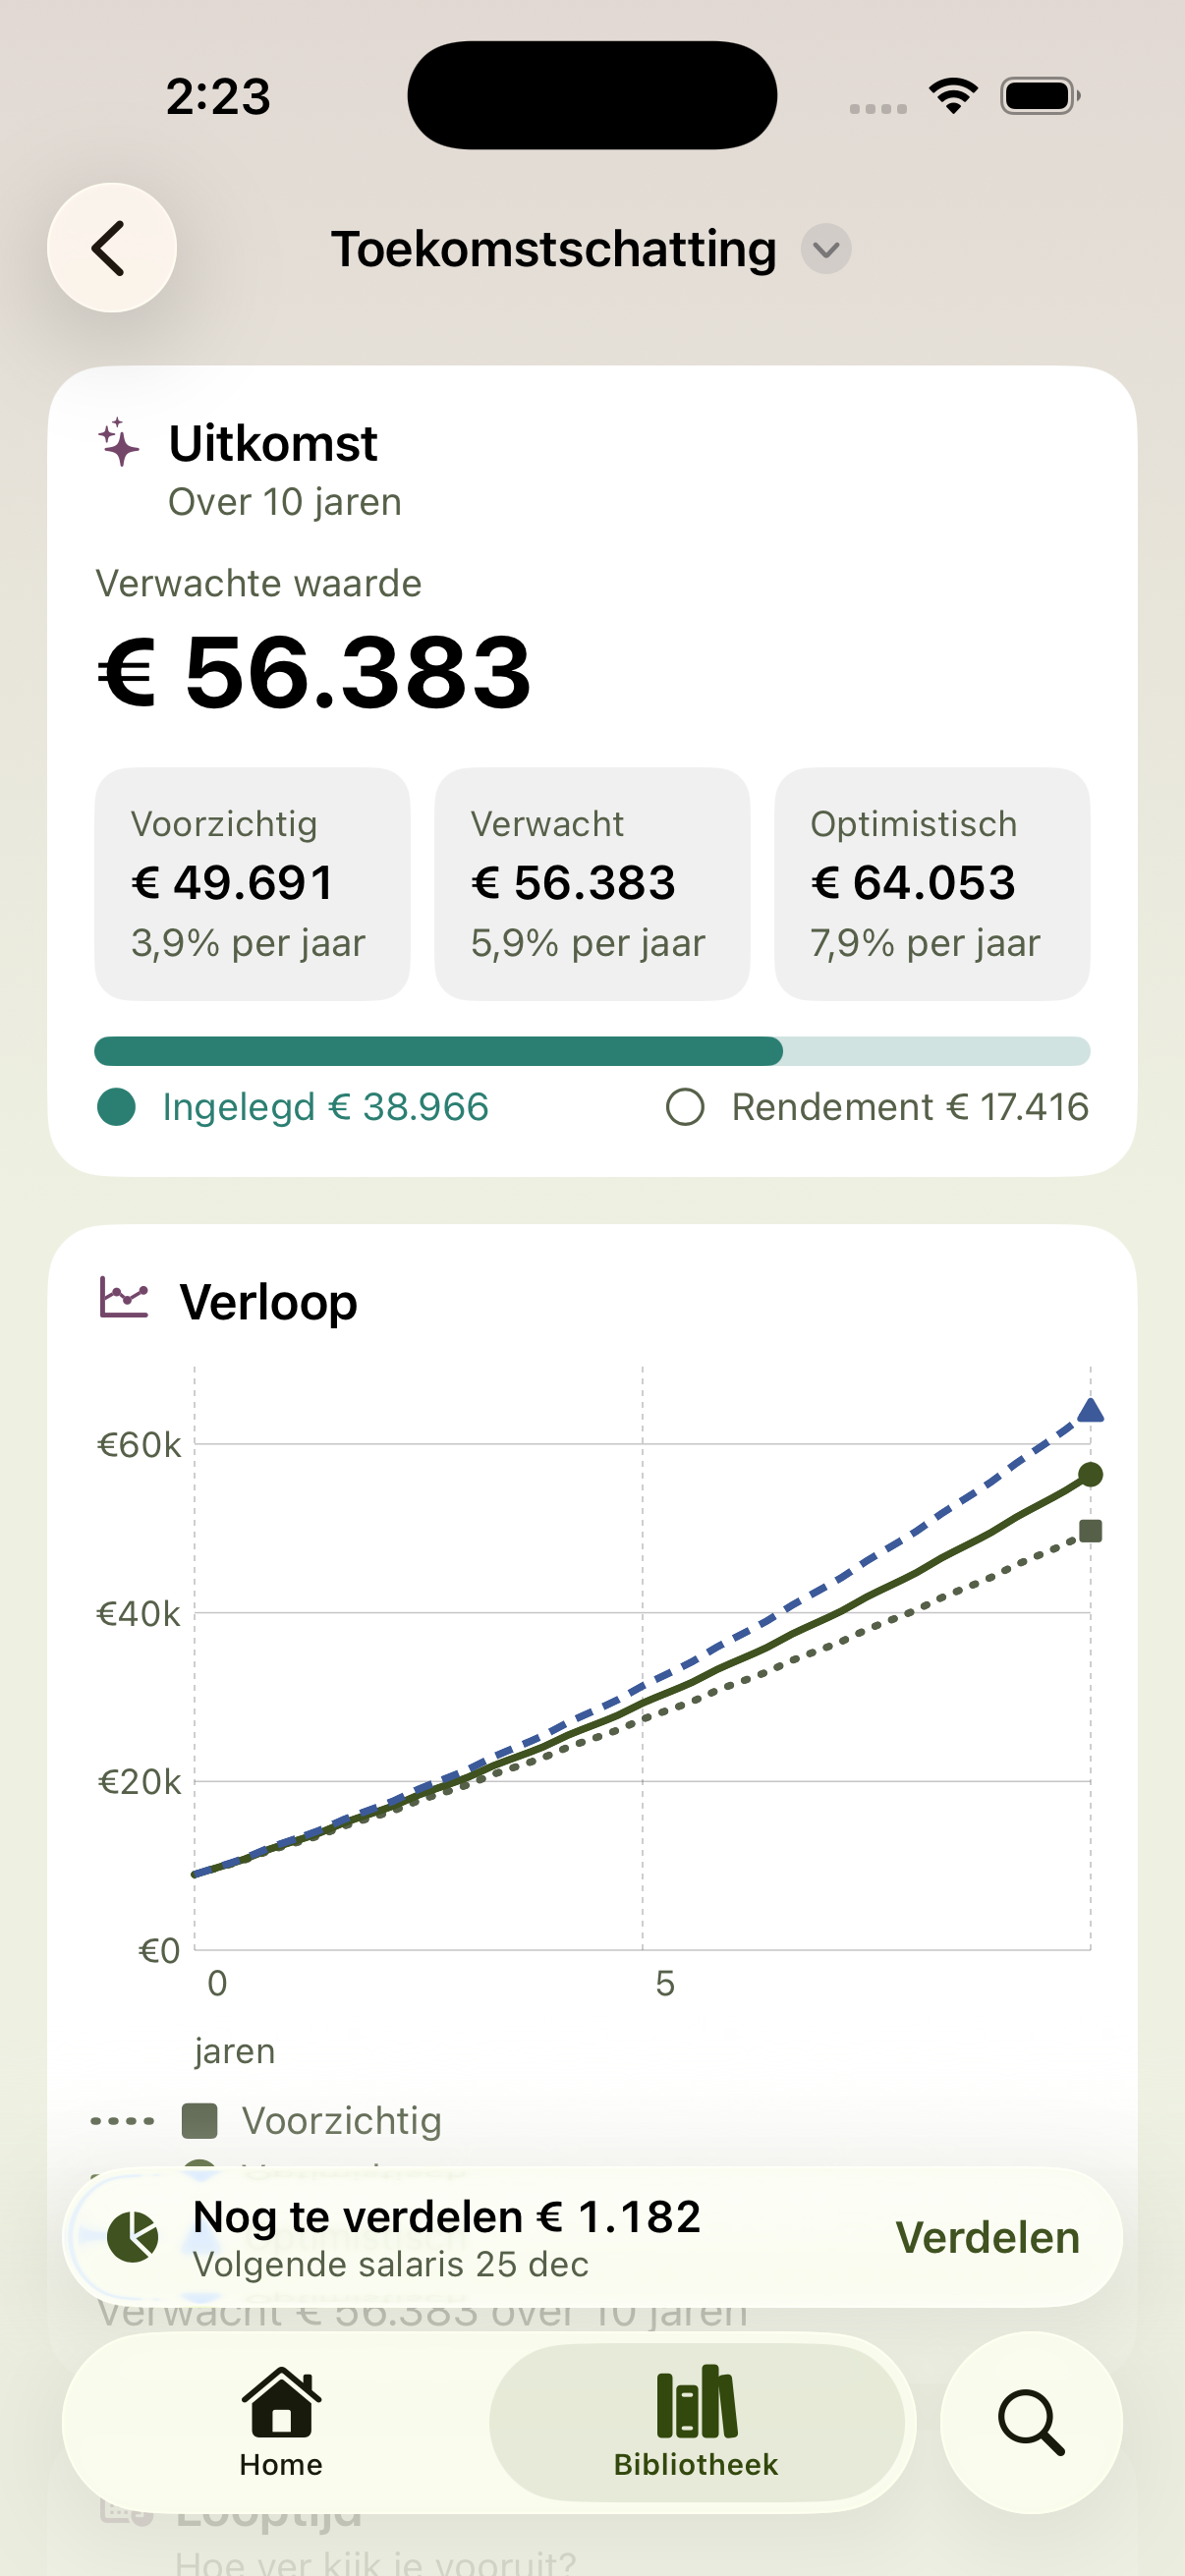 2:23
Toekomstschatting
Uitkomst
Over 10 jaren
Verwachte waarde
€ 56.383
Voorzichtig
€ 49.691
3,9% per jaar
Verwacht
€ 56.383
5,9% per jaar
Optimistisch
€ 64.053
7,9% per jaar
Ingelegd € 38.966
Rendement € 17.416
Verloop
€60k
€40k
€20k
€0
0
5
jaren
Voorzichtig
Optimistisch
Nog te verdelen € 1.182
Volgende salaris 25 dec
Verdelen
Verwacht € 56.383 over 10 jaren
Home
Bibliotheek
Looptijd
Hoe ver kijk je vooruit?